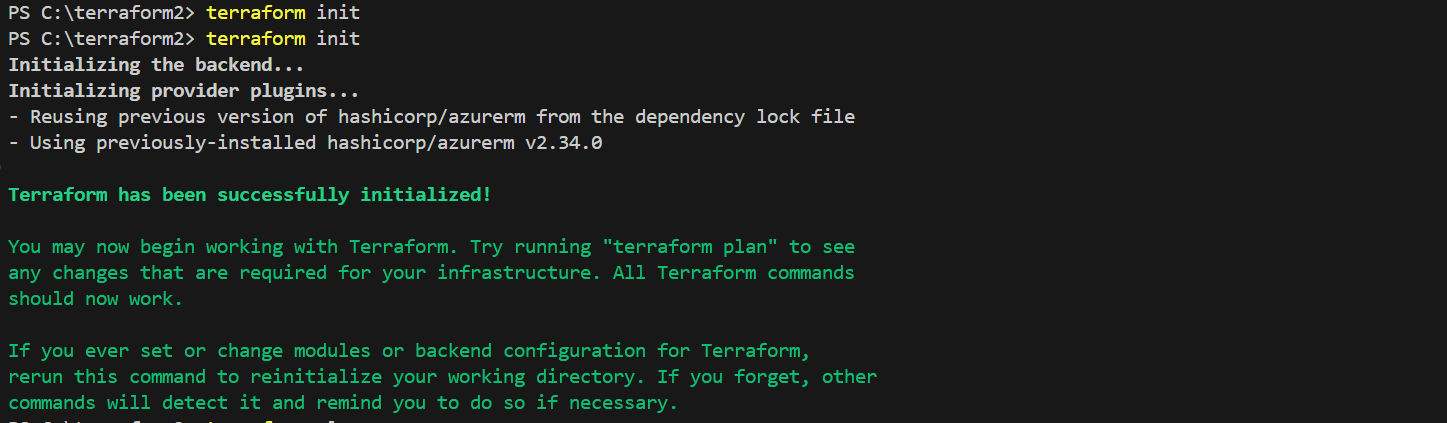 PS C:\terraform2> terraform init
PS C:\terraform2> terraform init
Initializing the backend...
Initializing provider plugins...
- Reusing previous version of hashicorp/azurerm from the dependency lock file
- Using previously-installed hashicorp/azurerm v2.34.0
Terraform has been successfully initialized!
You may now begin working with Terraform. Try running "terraform plan" to see
any changes that are required for your infrastructure. All Terraform commands
should now work.
If you ever set or change modules or backend configuration for Terraform,
rerun this command to reinitialize your working directory. If you forget, other
commands will detect it and remind you to do so if necessary.